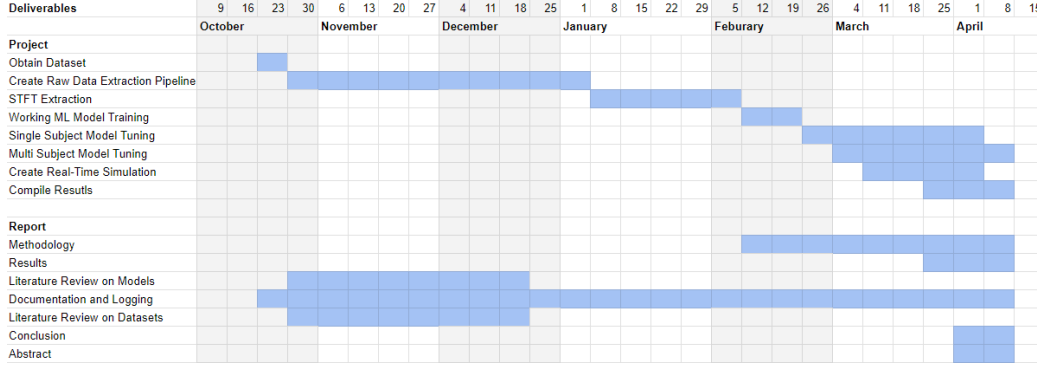 Deliverables 9 16 23 30 6 13 20 27 4 11 18 25 1 8 15 22 29 5 12 19 26 4 11 18 25 1 8 15
October November December January Feburary March April
Project
Obtain Dataset
Create Raw Data Extraction Pipeline
STFT Extraction
Working ML Model Training
Single Subject Model Tuning
Multi Subject Model Tuning
Create Real-Time Simulation
Compile Resutls
Report
Methodology
Results
Literature Review on Models
Documentation and Logging
Literature Review on Datasets
Conclusion
Abstract